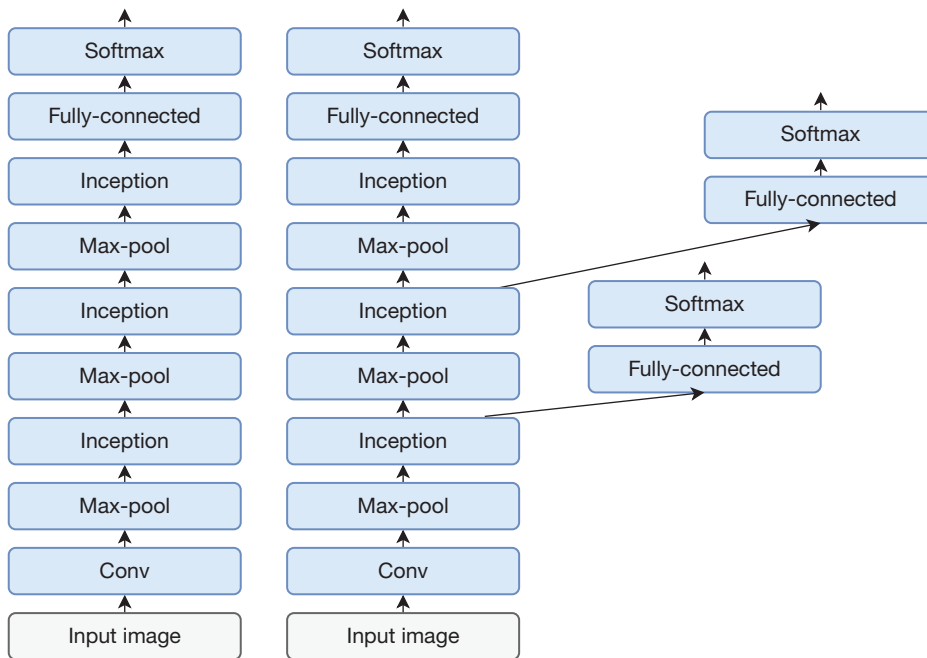 Softmax
Fully-connected
Inception
Max-pool
Inception
Max-pool
Inception
Max-pool
Conv
Input image
Softmax
Fully-connected
Inception
Max-pool
Inception
Max-pool
Inception
Max-pool
Conv
Input image
Softmax
Fully-connected
Softmax
Fully-connected